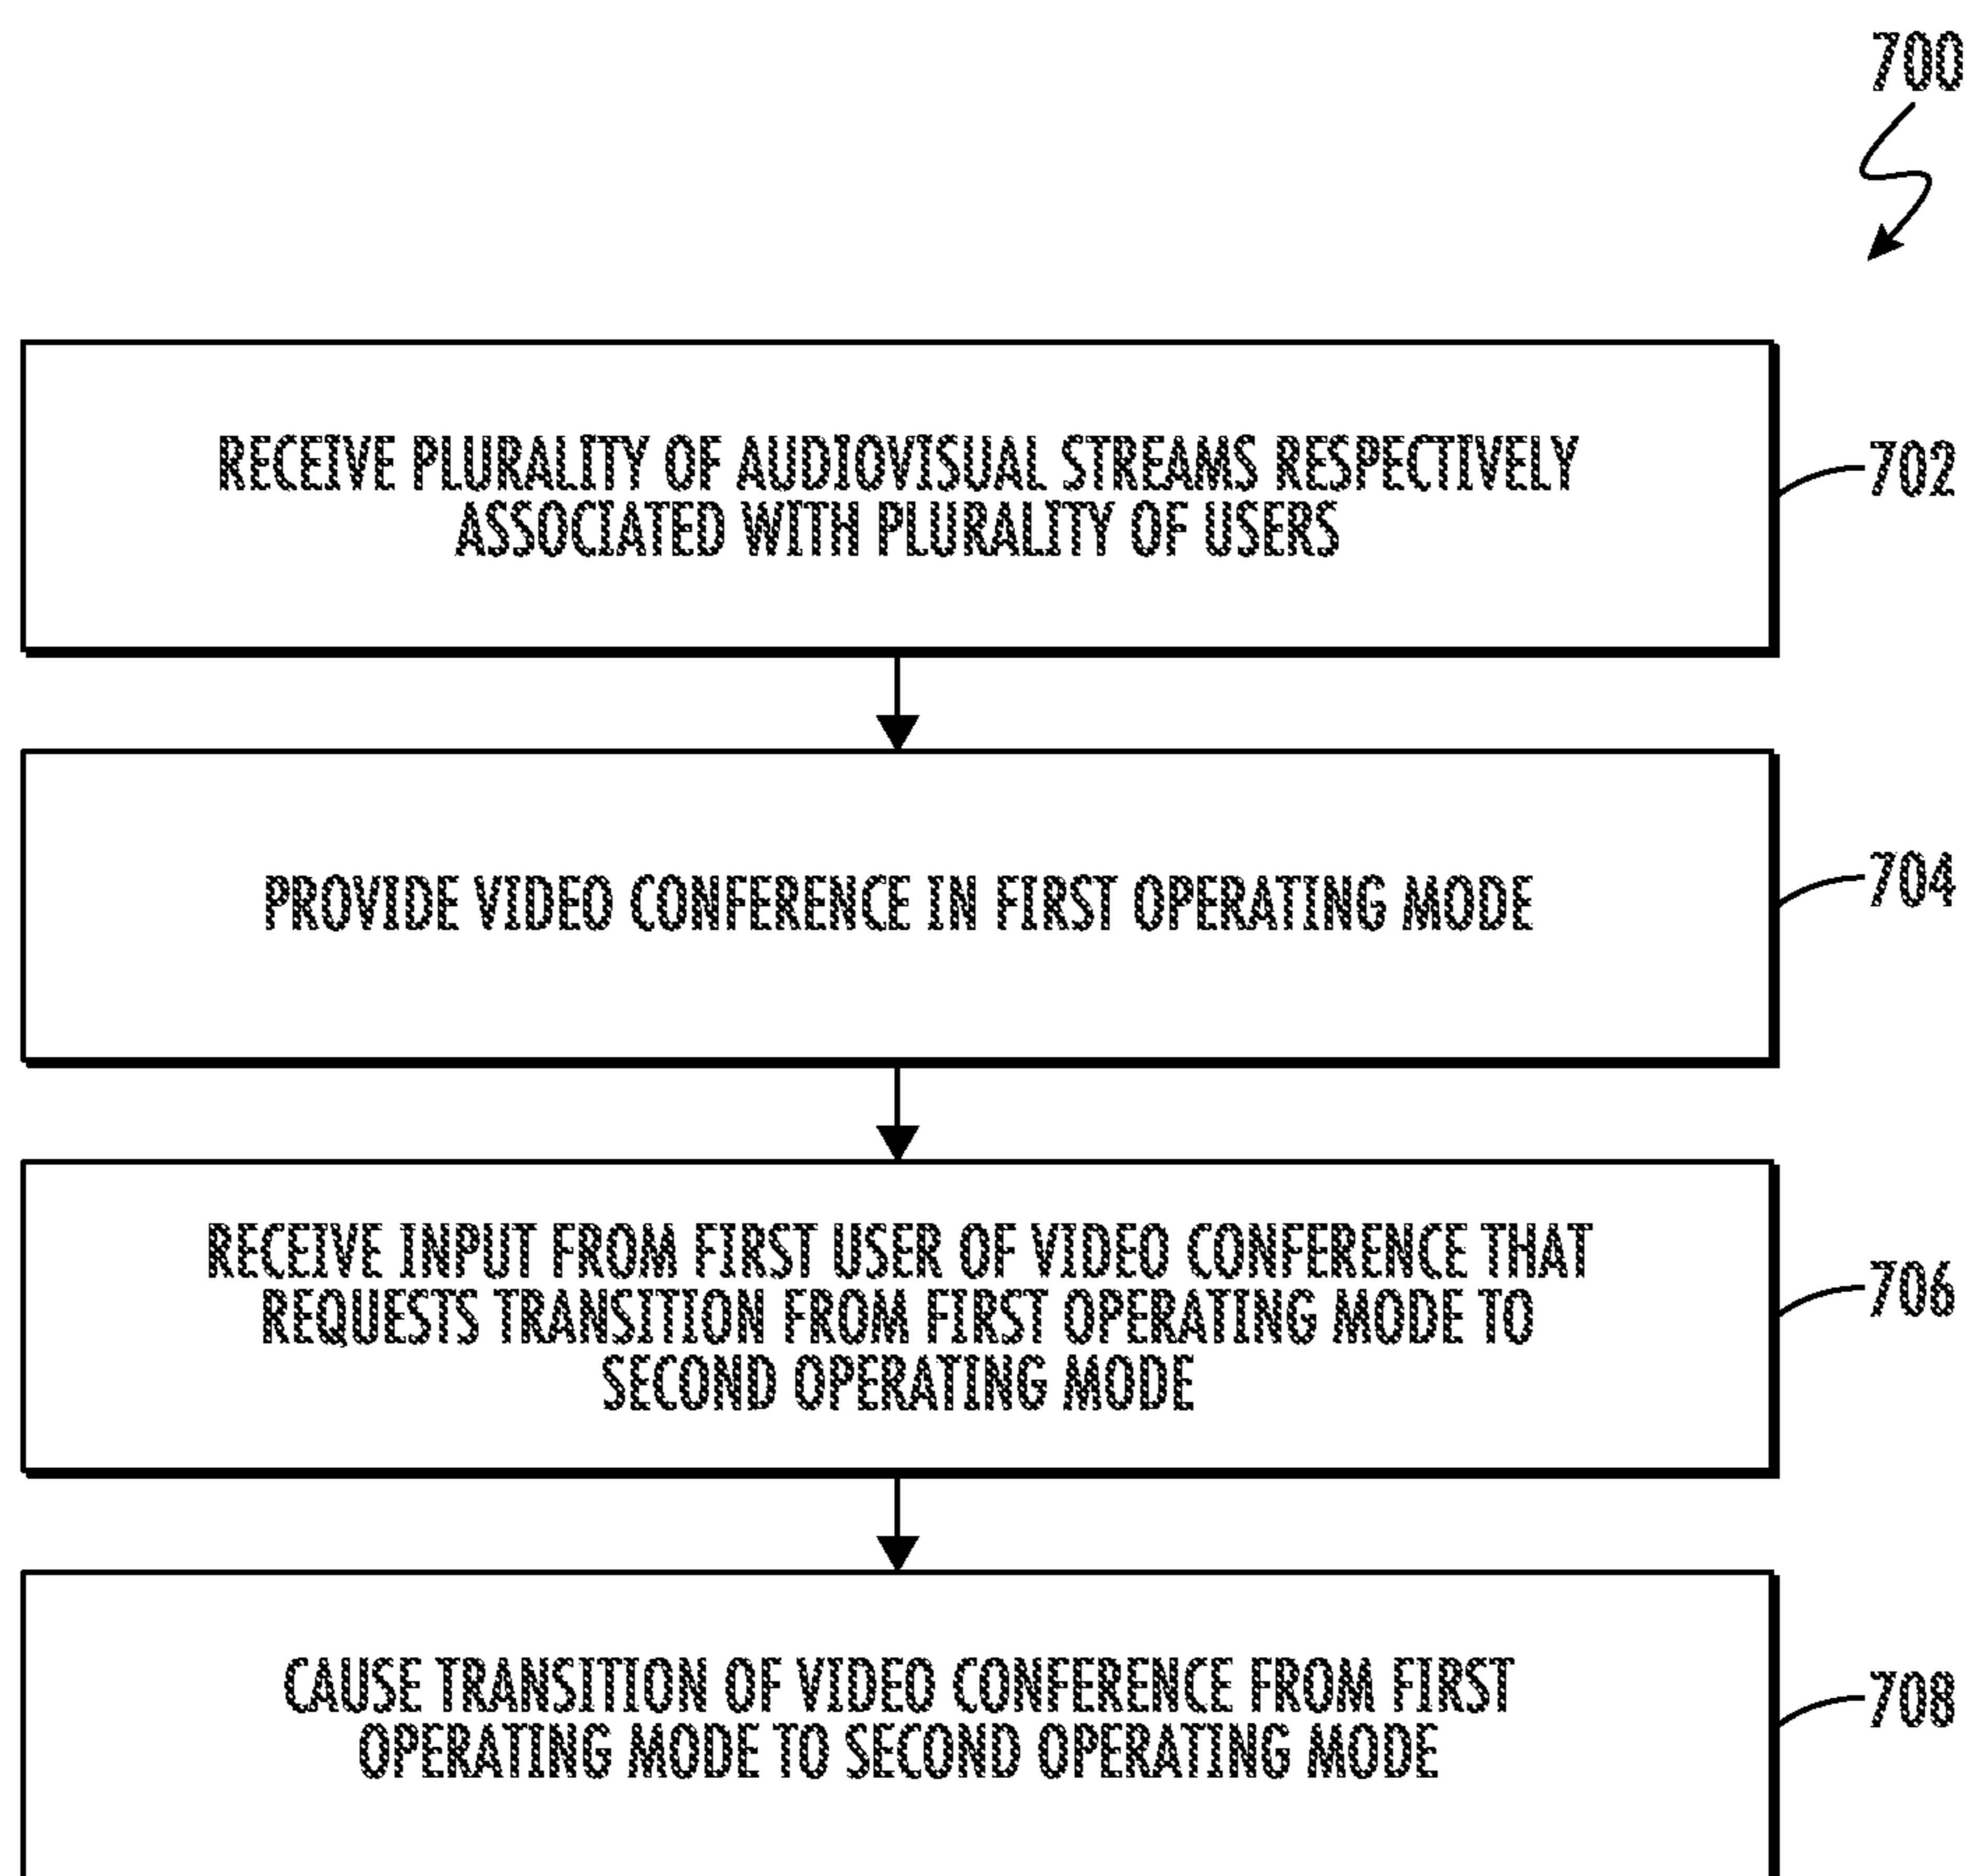 700
RECEIVE PLURALITY OF AUDIOVISUAL STREAMS RESPECTIVELY
ASSOCIATED WITH PLURALITY OF USERS
702
PROVIDE VIDEO CONFERENCE IN FIRST OPERATING MODE
704
RECEIVE INPUT FROM FIRST USER OF VIDEO CONFERENCE THAT
REQUESTS TRANSITION FROM FIRST OPERATING MODE TO
SECOND OPERATING MODE
706
CAUSE TRANSITION OF VIDEO CONFERENCE FROM FIRST
OPERATING MODE TO SECOND OPERATING MODE
708